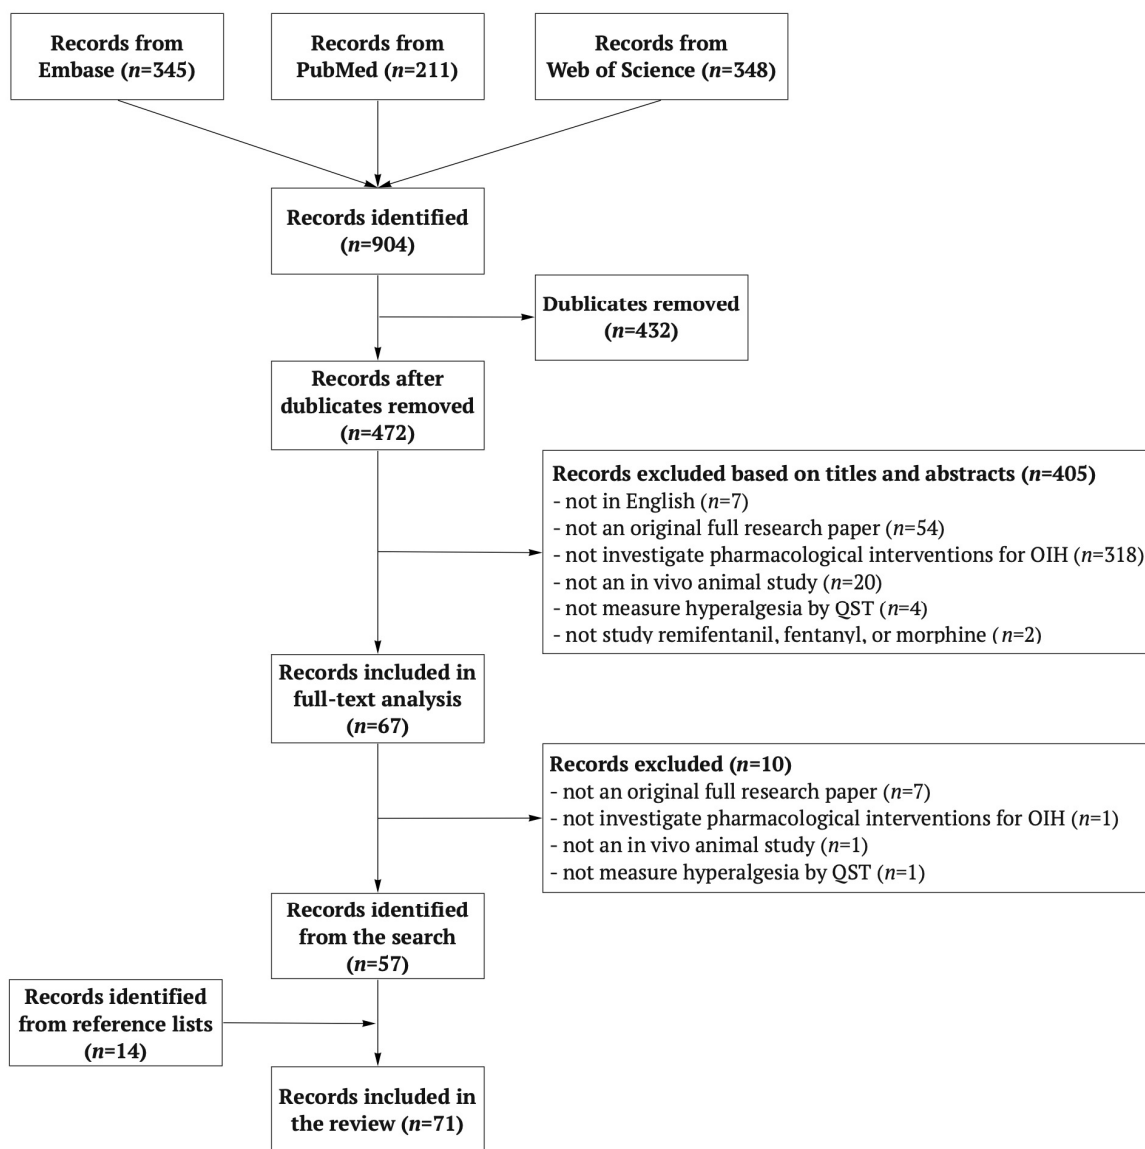 Records from
Embase (n=345)
Records from
PubMed (n=211)
Records from
Web of Science (n=348)
Records identified
(n=904)
Dublicates removed
(n=432)
Records after
dublicates removed
(n=472)
Records excluded based on titles and abstracts (n=405)
- not in English (n=7)
- not an original full research paper (n=54)
- not investigate pharmacological interventions for OIH (n=318)
- not an in vivo animal study (n=20)
- not measure hyperalgesia by QST (n=4)
- not study remifentanil, fentanyl, or morphine (n=2)
Records included in
full-text analysis
(n=67)
Records excluded (n=10)
- not an original full research paper (n=7)
- not investigate pharmacological interventions for OIH (n=1)
- not an in vivo animal study (n=1)
- not measure hyperalgesia by QST (n=1)
Records identified
from the search
(n=57)
Records identified
from reference lists
(n=14)
Records included in
the review (n=71)